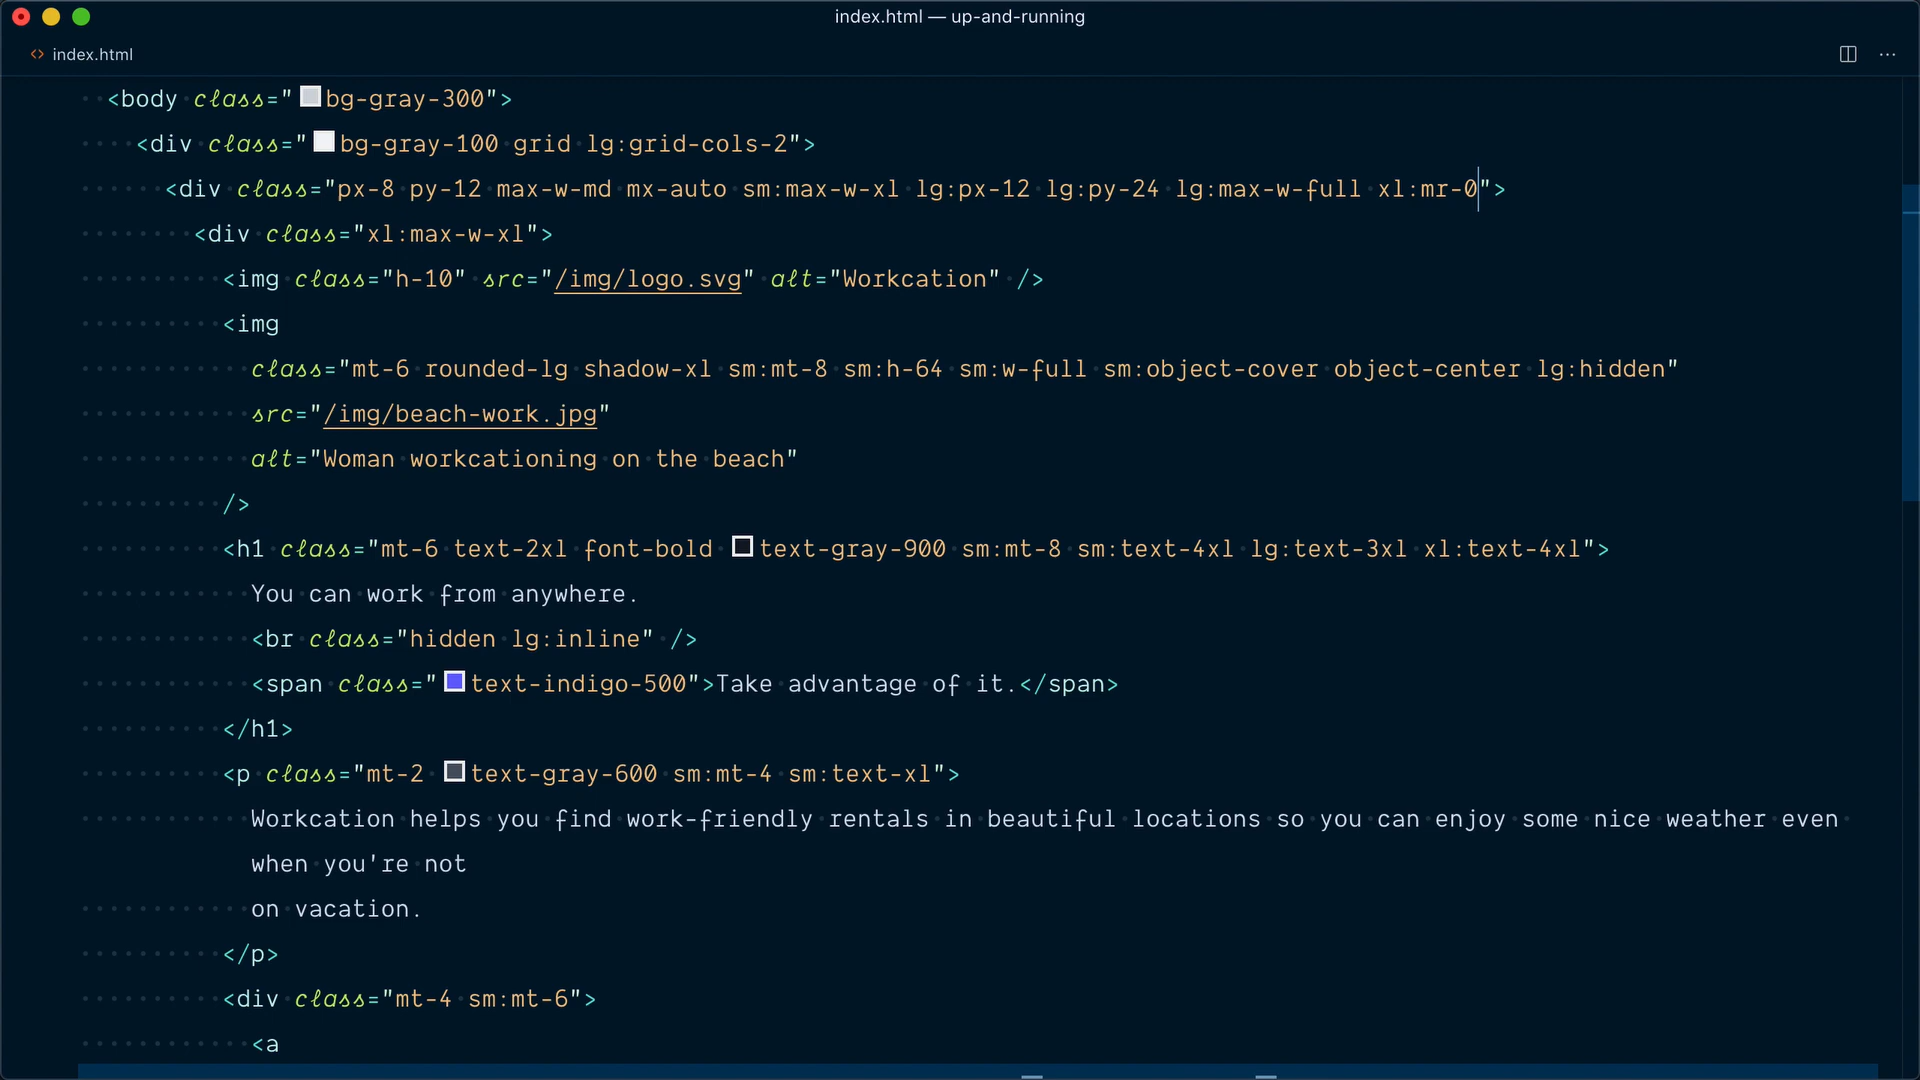 index.html — up-and-running
index.html
<body class="bg-gray-300">
<div class="bg-gray-100 grid lg:grid-cols-2">
<div class="px-8 py-12 max-w-md mx-auto sm:max-w-xl lg:px-12 lg:py-24 lg:max-w-full xl:mr-0">
<div class="xl:max-w-xl">
<img class="h-10" src="/img/logo.svg" alt="Workcation" />
<img
class="mt-6 rounded-lg shadow-xl sm:mt-8 sm:h-64 sm:w-full sm:object-cover object-center lg:hidden"
src="/img/beach-work.jpg"
alt="Woman workcationing on the beach"
/>
<h1 class="mt-6 text-2xl font-bold text-gray-900 sm:mt-8 sm:text-4xl lg:text-3xl xl:text-4xl">
You can work from anywhere.
<br class="hidden lg:inline" />
<span class="text-indigo-500">Take advantage of it.</span>
</h1>
<p class="mt-2 text-gray-600 sm:mt-4 sm:text-xl">
Workcation helps you find work-friendly rentals in beautiful locations so you can enjoy some nice weather even
when you're not
on vacation.
</p>
<div class="mt-4 sm:mt-6">
<a